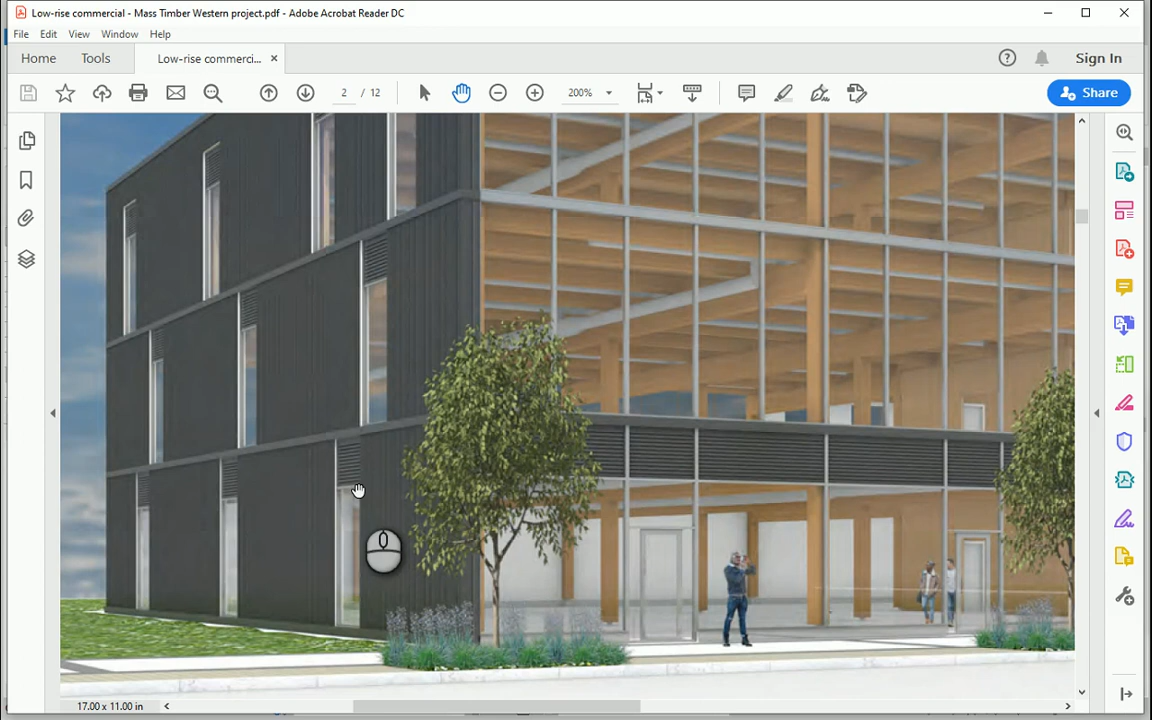 Low-rise commercial - Mass Timber Western project.pdf - Adobe Acrobat Reader DC
File Edit View Window Help
Home Tools Low-rise commerci... Sign In
2 / 12 200% Share
17.00 x 11.00 in